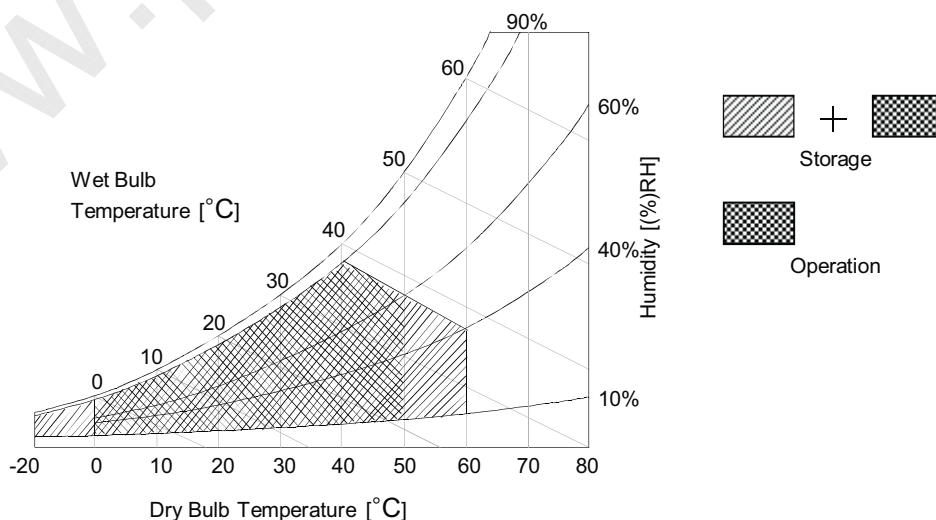 90%
60
60%
50
Wet Bulb
Temperature [°C]
Storage
40
40%
Humidity [(%)RH]
30
Operation
20
10
0
10%
-20 0 10 20 30 40 50 60 70 80
Dry Bulb Temperature [°C]